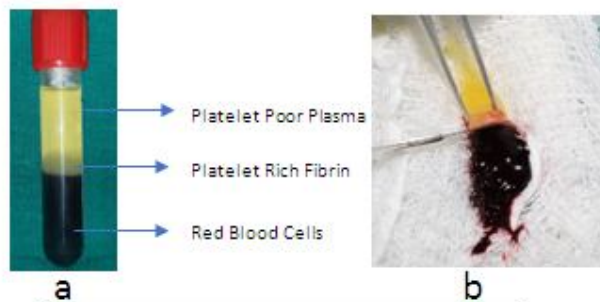 Platelet Poor Plasma
Platelet Rich Fibrin
Red Blood Cells
a
b